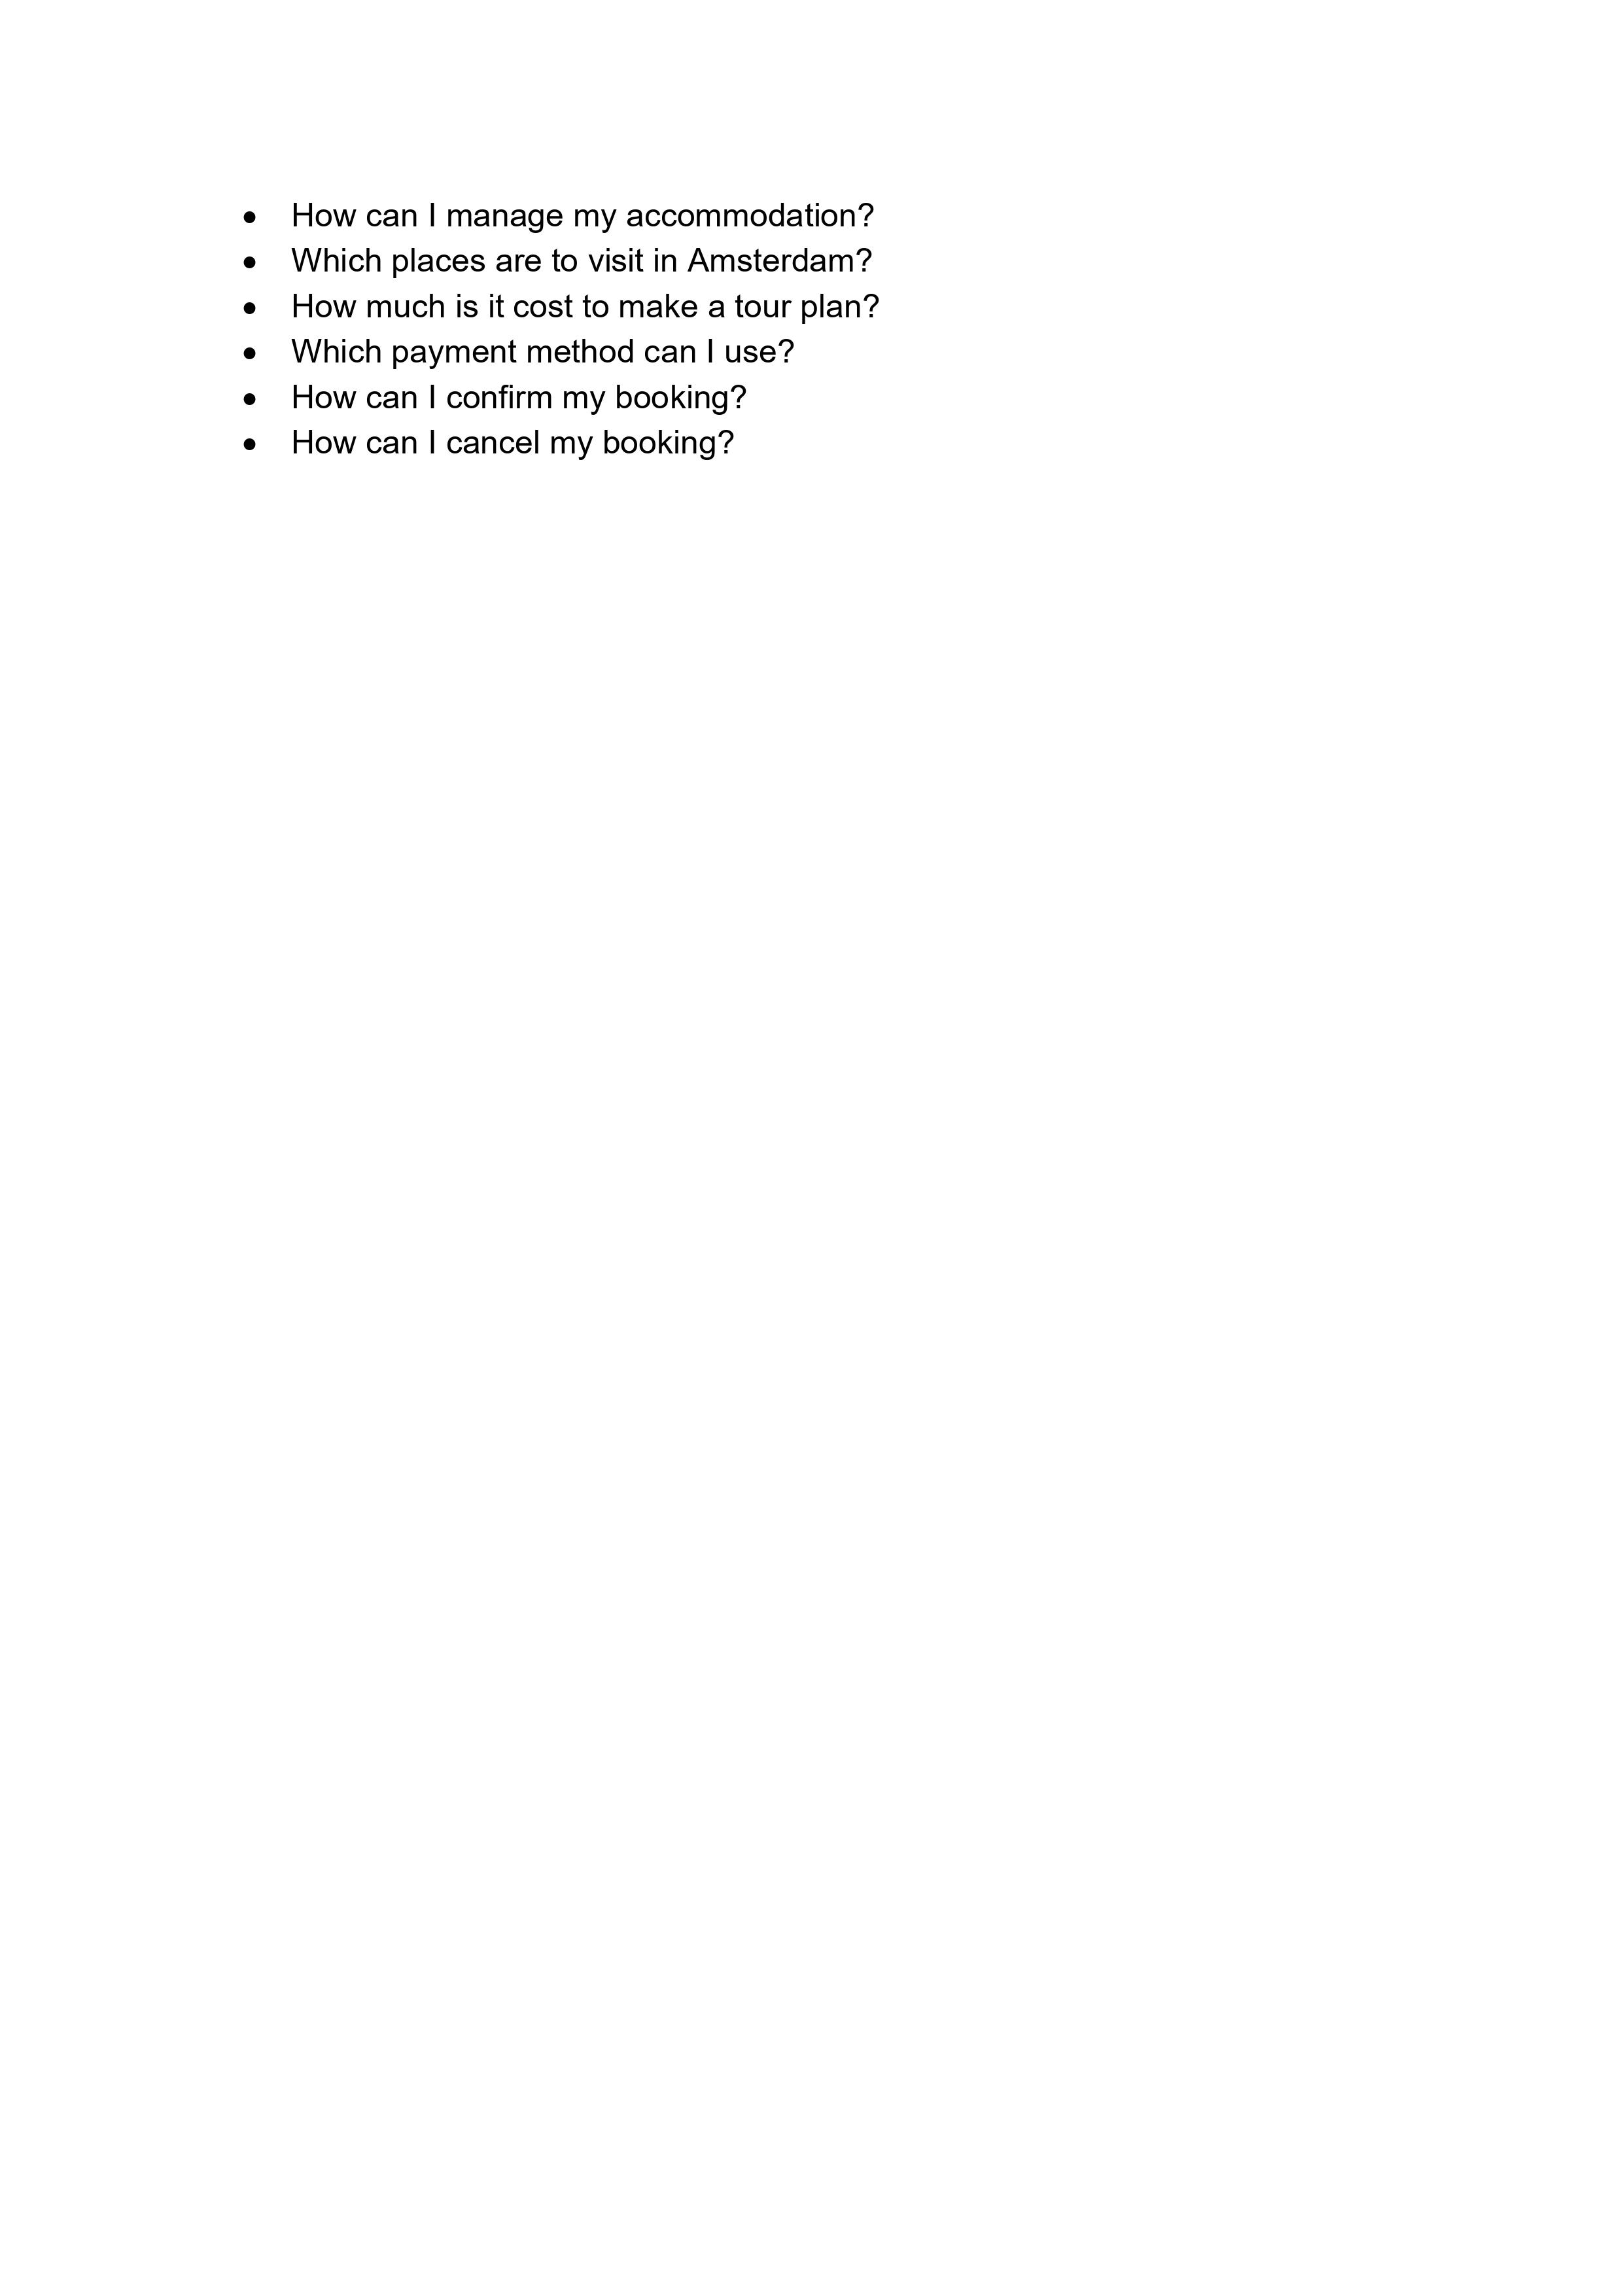 • How can I manage my accommodation?
• Which places are to visit in Amsterdam?
• How much is it cost to make a tour plan?
• Which payment method can I use?
• How can I confirm my booking?
• How can I cancel my booking?